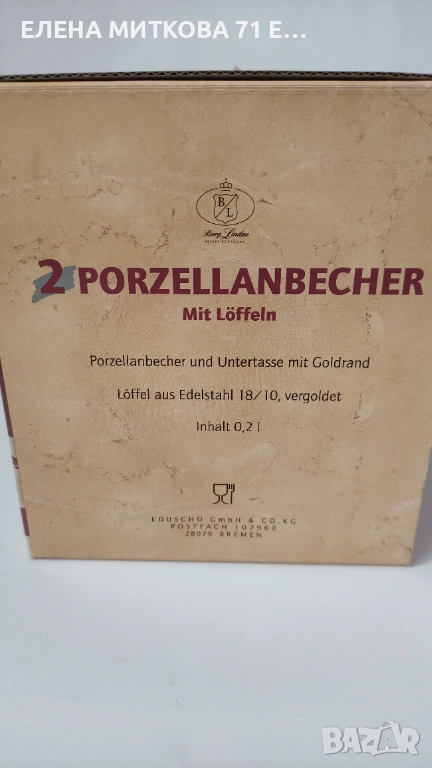 ЕЛЕНА МИТКОВА 71 Е...
B/L
Burg Lindau
2 PORZELLANBECHER
Mit Löffeln
Porzellanbecher und Untertasse mit Goldrand
Löffel aus Edelstahl 18/10, vergoldet
Inhalt 0,2 l
EDUSCHO GmbH & CO.KG
POSTFACH 107960
28079 BREMEN
BAZAR